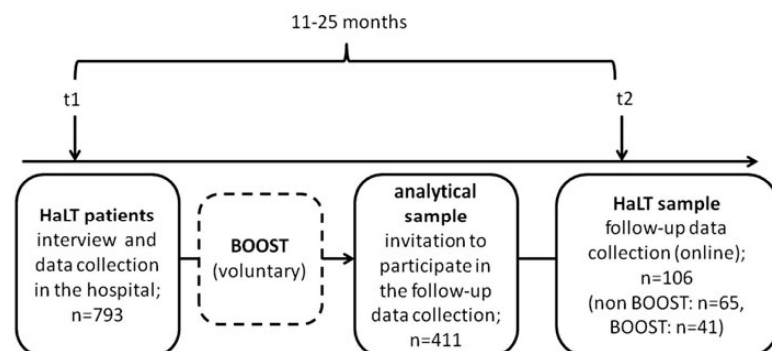 11-25 months
t1
t2
HaLT patients
interview and
data collection
in the hospital;
n=793
BOOST
(voluntary)
analytical
sample
invitation to
participate in
the follow-up
data collection;
n=411
HaLT sample
follow-up data
collection (online);
n=106
(non BOOST: n=65,
BOOST: n=41)